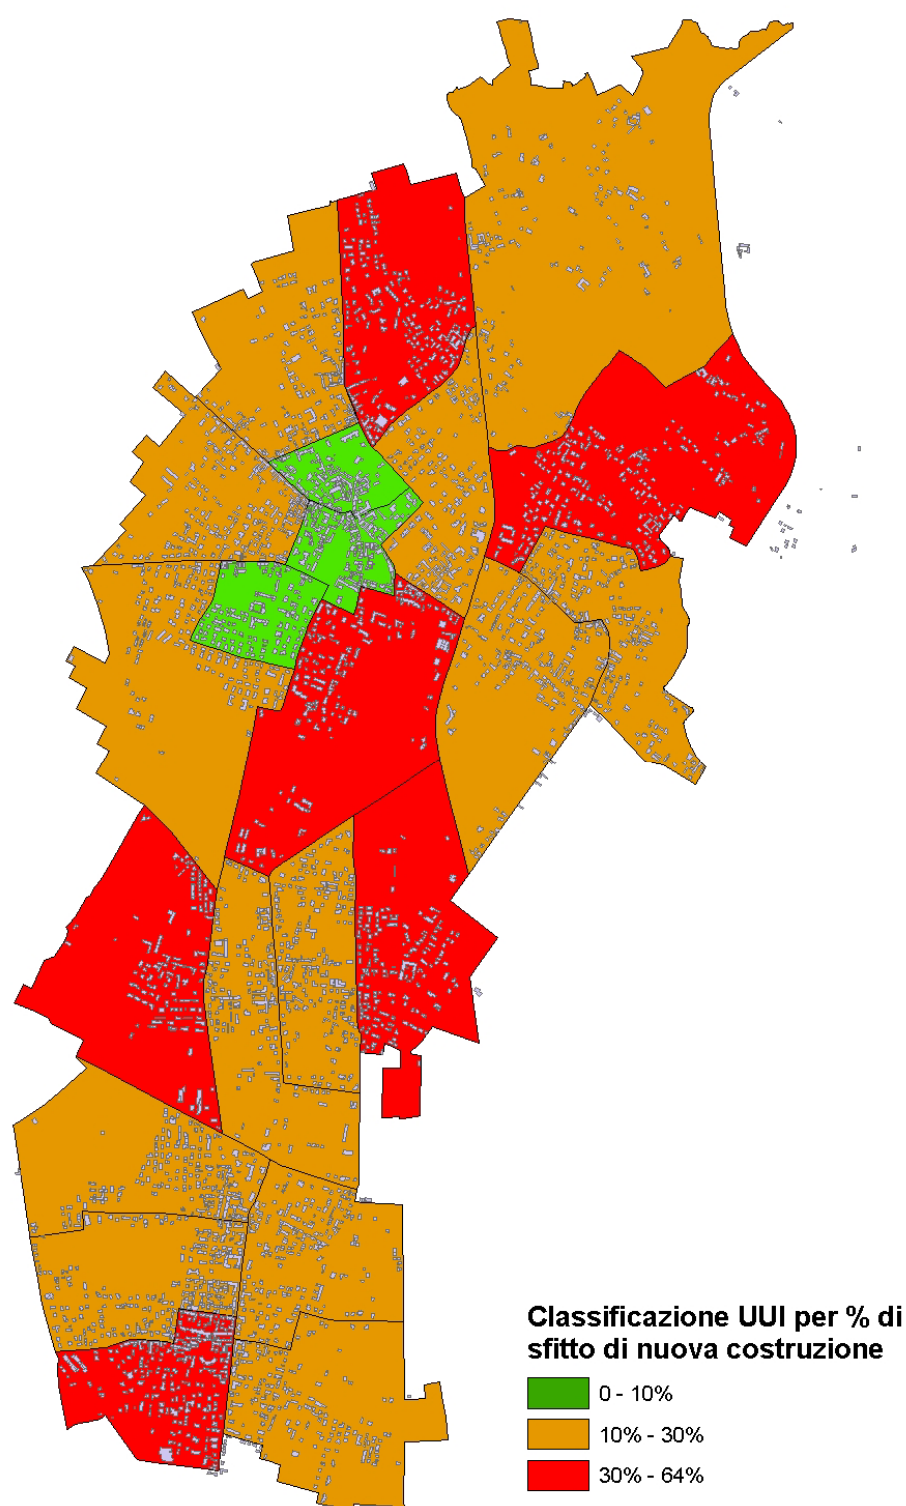 Classificazione UUI per % di
sfitto di nuova costruzione
0 - 10%
10% - 30%
30% - 64%